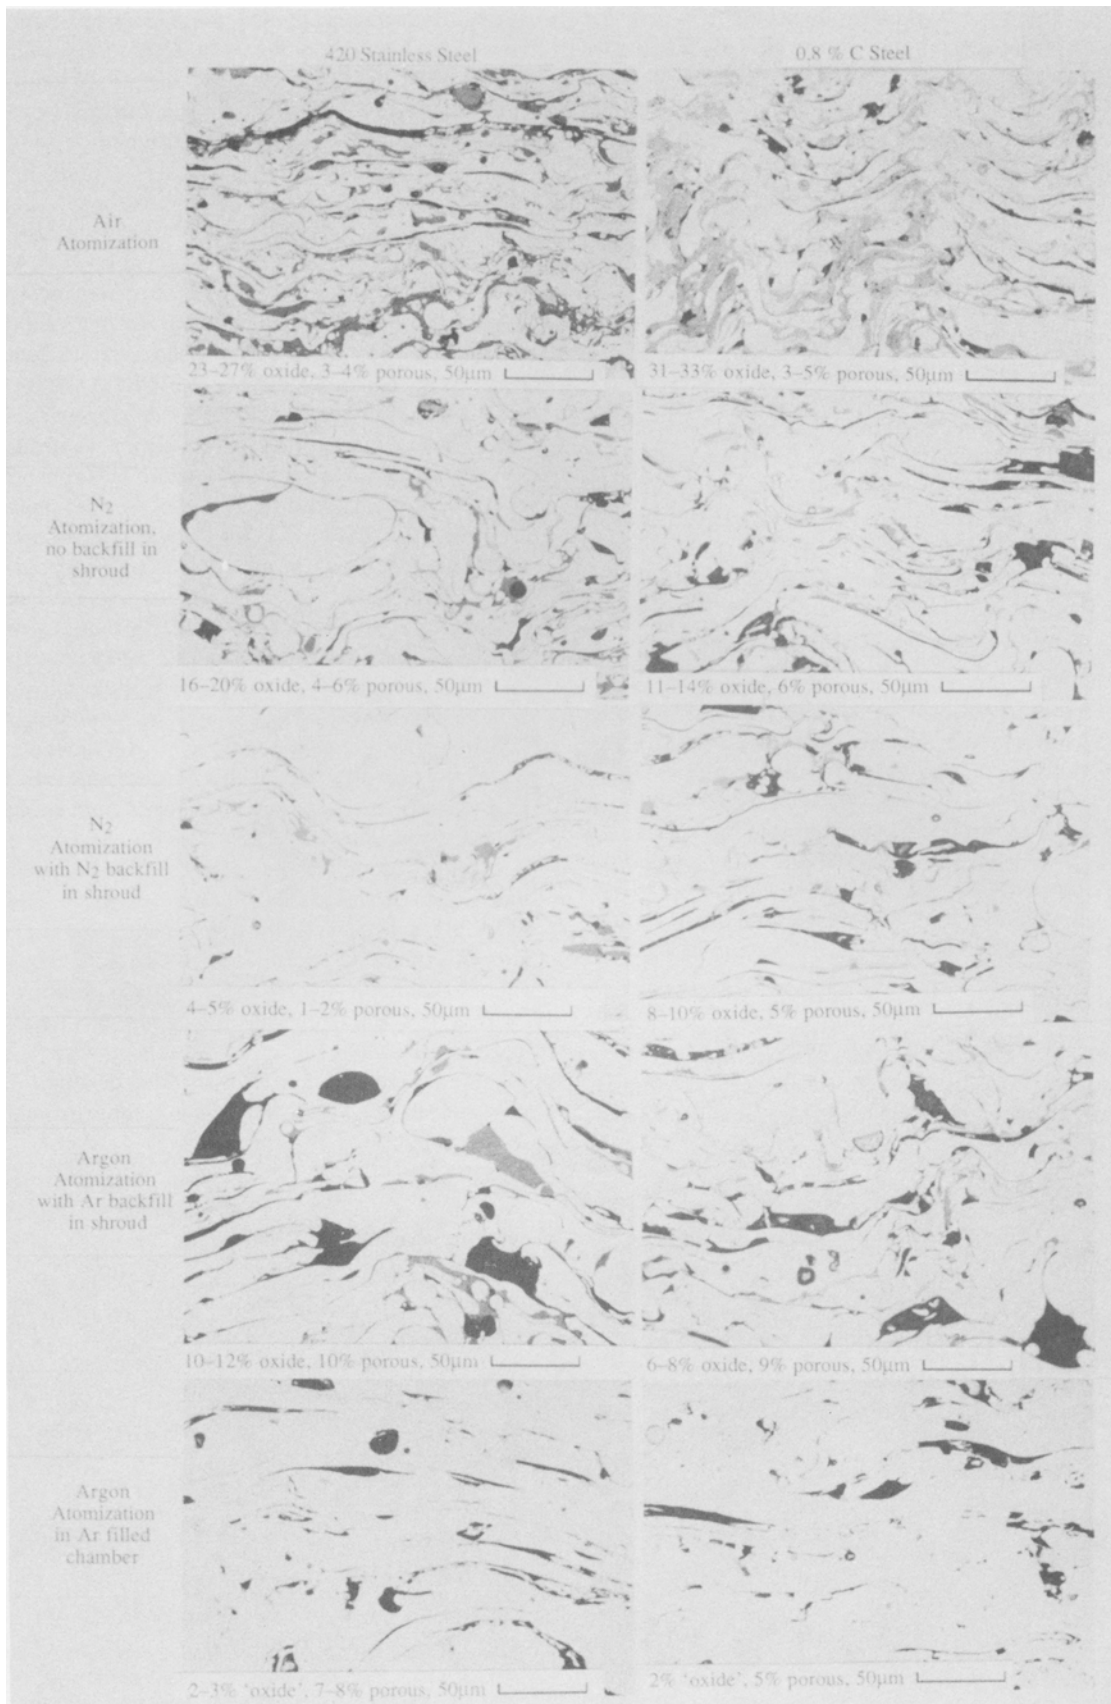 420 Stainless Steel
0.8 % C Steel
Air
Atomization
23–27% oxide, 3–4% porous, 50µm
31–33% oxide, 3–5% porous, 50µm
N2
Atomization,
no backfill in
shroud
16–20% oxide, 4–6% porous, 50µm
11–14% oxide, 6% porous, 50µm
N2
Atomization
with N2 backfill
in shroud
4–5% oxide, 1–2% porous, 50µm
8–10% oxide, 5% porous, 50µm
Argon
Atomization
with Ar backfill
in shroud
10–12% oxide, 10% porous, 50µm
6–8% oxide, 9% porous, 50µm
Argon
Atomization
in Ar filled
chamber
2–3% 'oxide', 7–8% porous, 50µm
2% 'oxide', 5% porous, 50µm